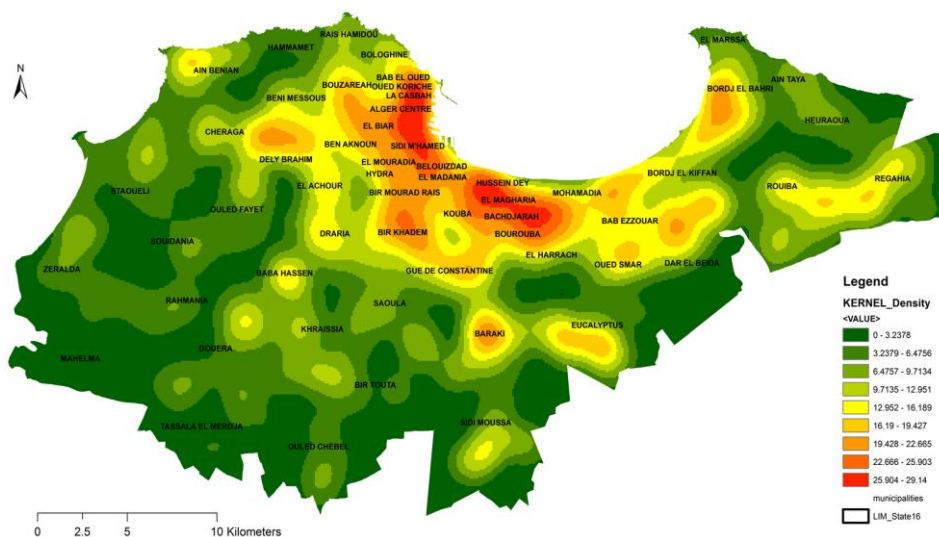 RAIS HAMIDOU
HAMMAMET
EL MARSSA
BOLOGHINE
N
AIN BENIAN
BAB EL OUED
AIN TAYA
BOUZAREAH
OUED KORICHE
BORDJ EL BAHRI
BENI MESSOUS
LA CASBAH
ALGER CENTRE
HEURAOUA
CHERAGA
EL BIAR
BEN AKNOUN
SIDI M'HAMED
DELY BRAHIM
EL MOURADIA
BELOUIZDAD
HYDRA
EL MADANIA
BORDJ EL KIFFAN
REGAHIA
STAOUELI
EL ACHOUR
HUSSEIN DEY
ROUIBA
BIR MOURAD RAIS
MOHAMADIA
EL MAGHARIA
OULED FAYET
KOUBA
BACHDJARAH
BAB EZZOUAR
DRARIA
BIR KHADEM
BOUROUBA
SOUIDANIA
EL HARRACH
OUED SMAR
DAR EL BEIDA
ZERALDA
BABA HASSEN
GUE DE CONSTANTINE
RAHMANIA
SAOULA
KHRAISSIA
BARAKI
EUCALYPTUS
MAHELMA
DOUERA
BIR TOUTA
TASSALA EL MERDJA
SIDI MOUSSA
OULED CHEBEL
Legend
KERNEL_Density
<VALUE>
0 - 3.2378
3.2379 - 6.4756
6.4757 - 9.7134
9.7135 - 12.951
12.952 - 16.189
16.19 - 19.427
19.428 - 22.665
22.666 - 25.903
25.904 - 29.14
municipalities
LIM_State16
0 2.5 5 10 Kilometers